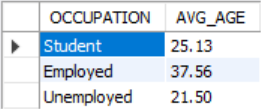 OCCUPATION AVG_AGE
Student 25.13
Employed 37.56
Unemployed 21.50